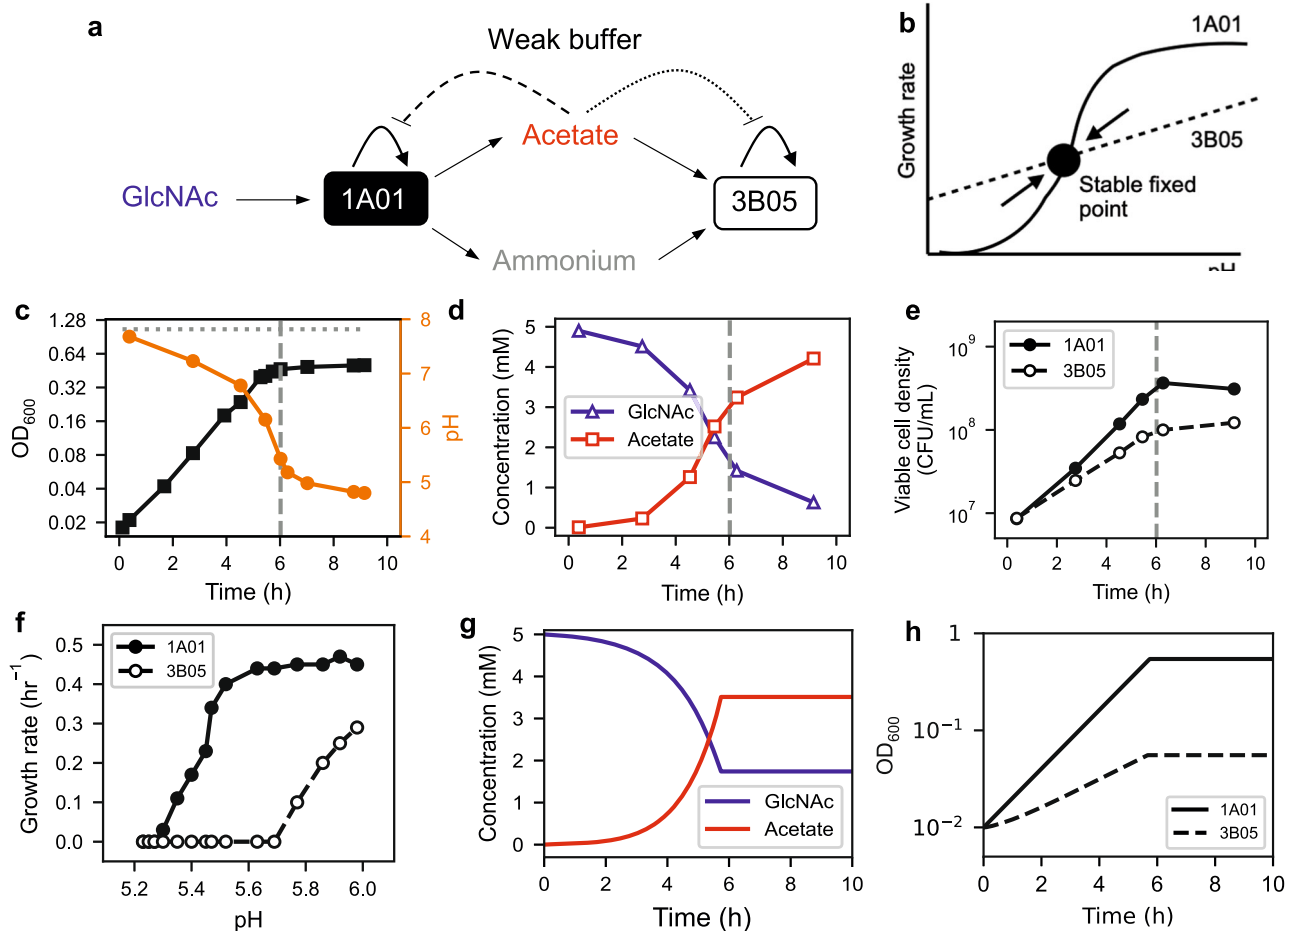 a
Weak buffer
Acetate
GlcNAc
1A01
3B05
Ammonium
b
Growth rate
1A01
3B05
Stable fixed
point
pH
c
OD600
1.28
0.64
0.32
0.16
0.08
0.04
0.02
0 2 4 6 8 10
Time (h)
8
7
6
5
4
pH
d
Concentration (mM)
5
4
3
2
1
0
GlcNAc
Acetate
0 2 4 6 8 10
Time (h)
e
Viable cell density
(CFU/mL)
10^9
10^8
10^7
1A01
3B05
0 2 4 6 8 10
Time (h)
f
Growth rate (hr^-1)
0.5
0.4
0.3
0.2
0.1
0.0
1A01
3B05
5.2 5.4 5.6 5.8 6.0
pH
g
Concentration (mM)
5
4
3
2
1
0
GlcNAc
Acetate
0 2 4 6 8 10
Time (h)
h
OD600
1
10^-1
10^-2
1A01
3B05
0 2 4 6 8 10
Time (h)